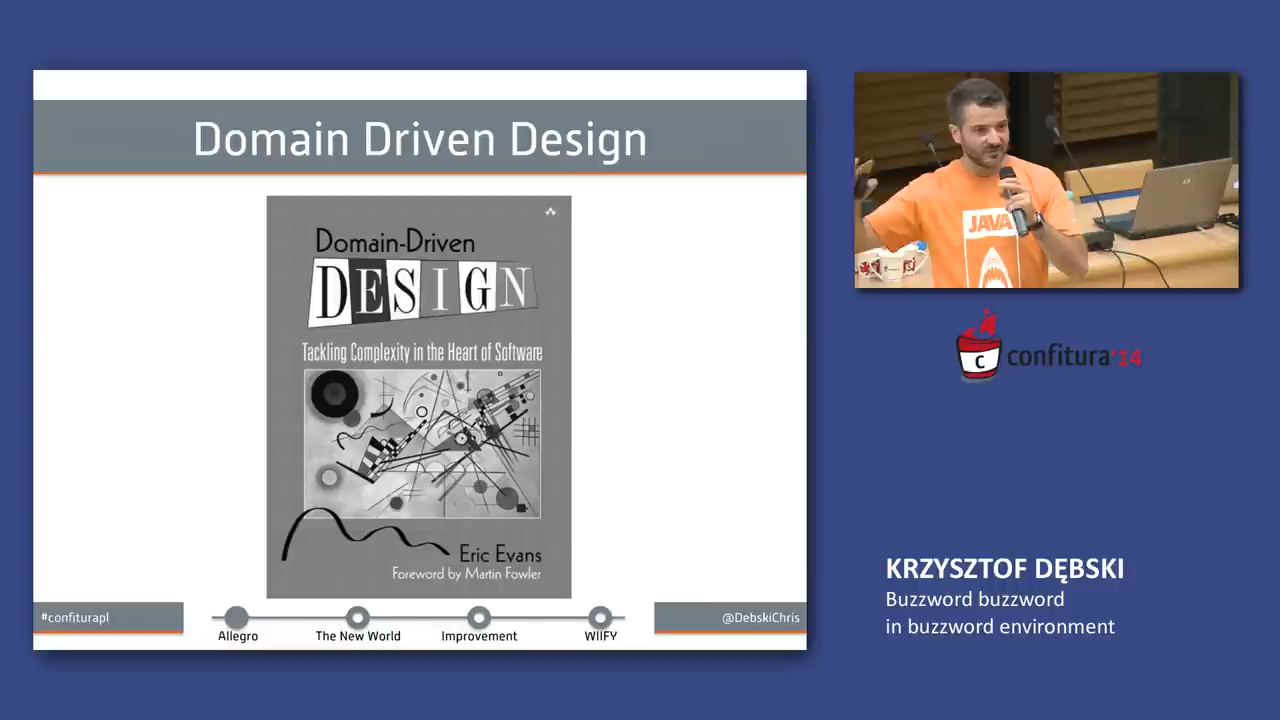 Domain Driven Design
Domain-Driven
DESIGN
Tackling Complexity in the Heart of Software
Eric Evans
Foreword by Martin Fowler
#confiturapl
Allegro
The New World
Improvement
WIIFY
@DebskiChris
JAVA
C
confitura'14
KRZYSZTOF DĘBSKI
Buzzword buzzword
in buzzword environment